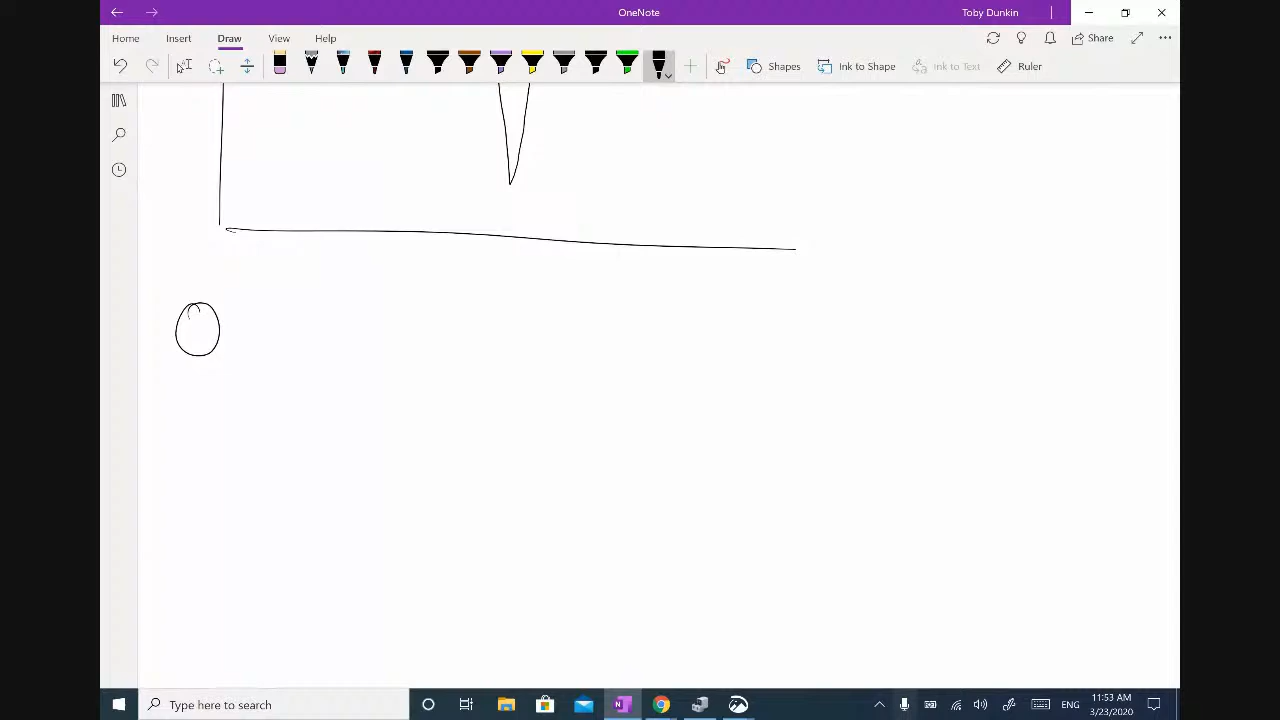 OneNote
Toby Dunkin
Home Insert Draw View Help
Share
Shapes Ink to Shape Ink to Text Ruler
Type here to search
ENG
11:53 AM
3/23/2020